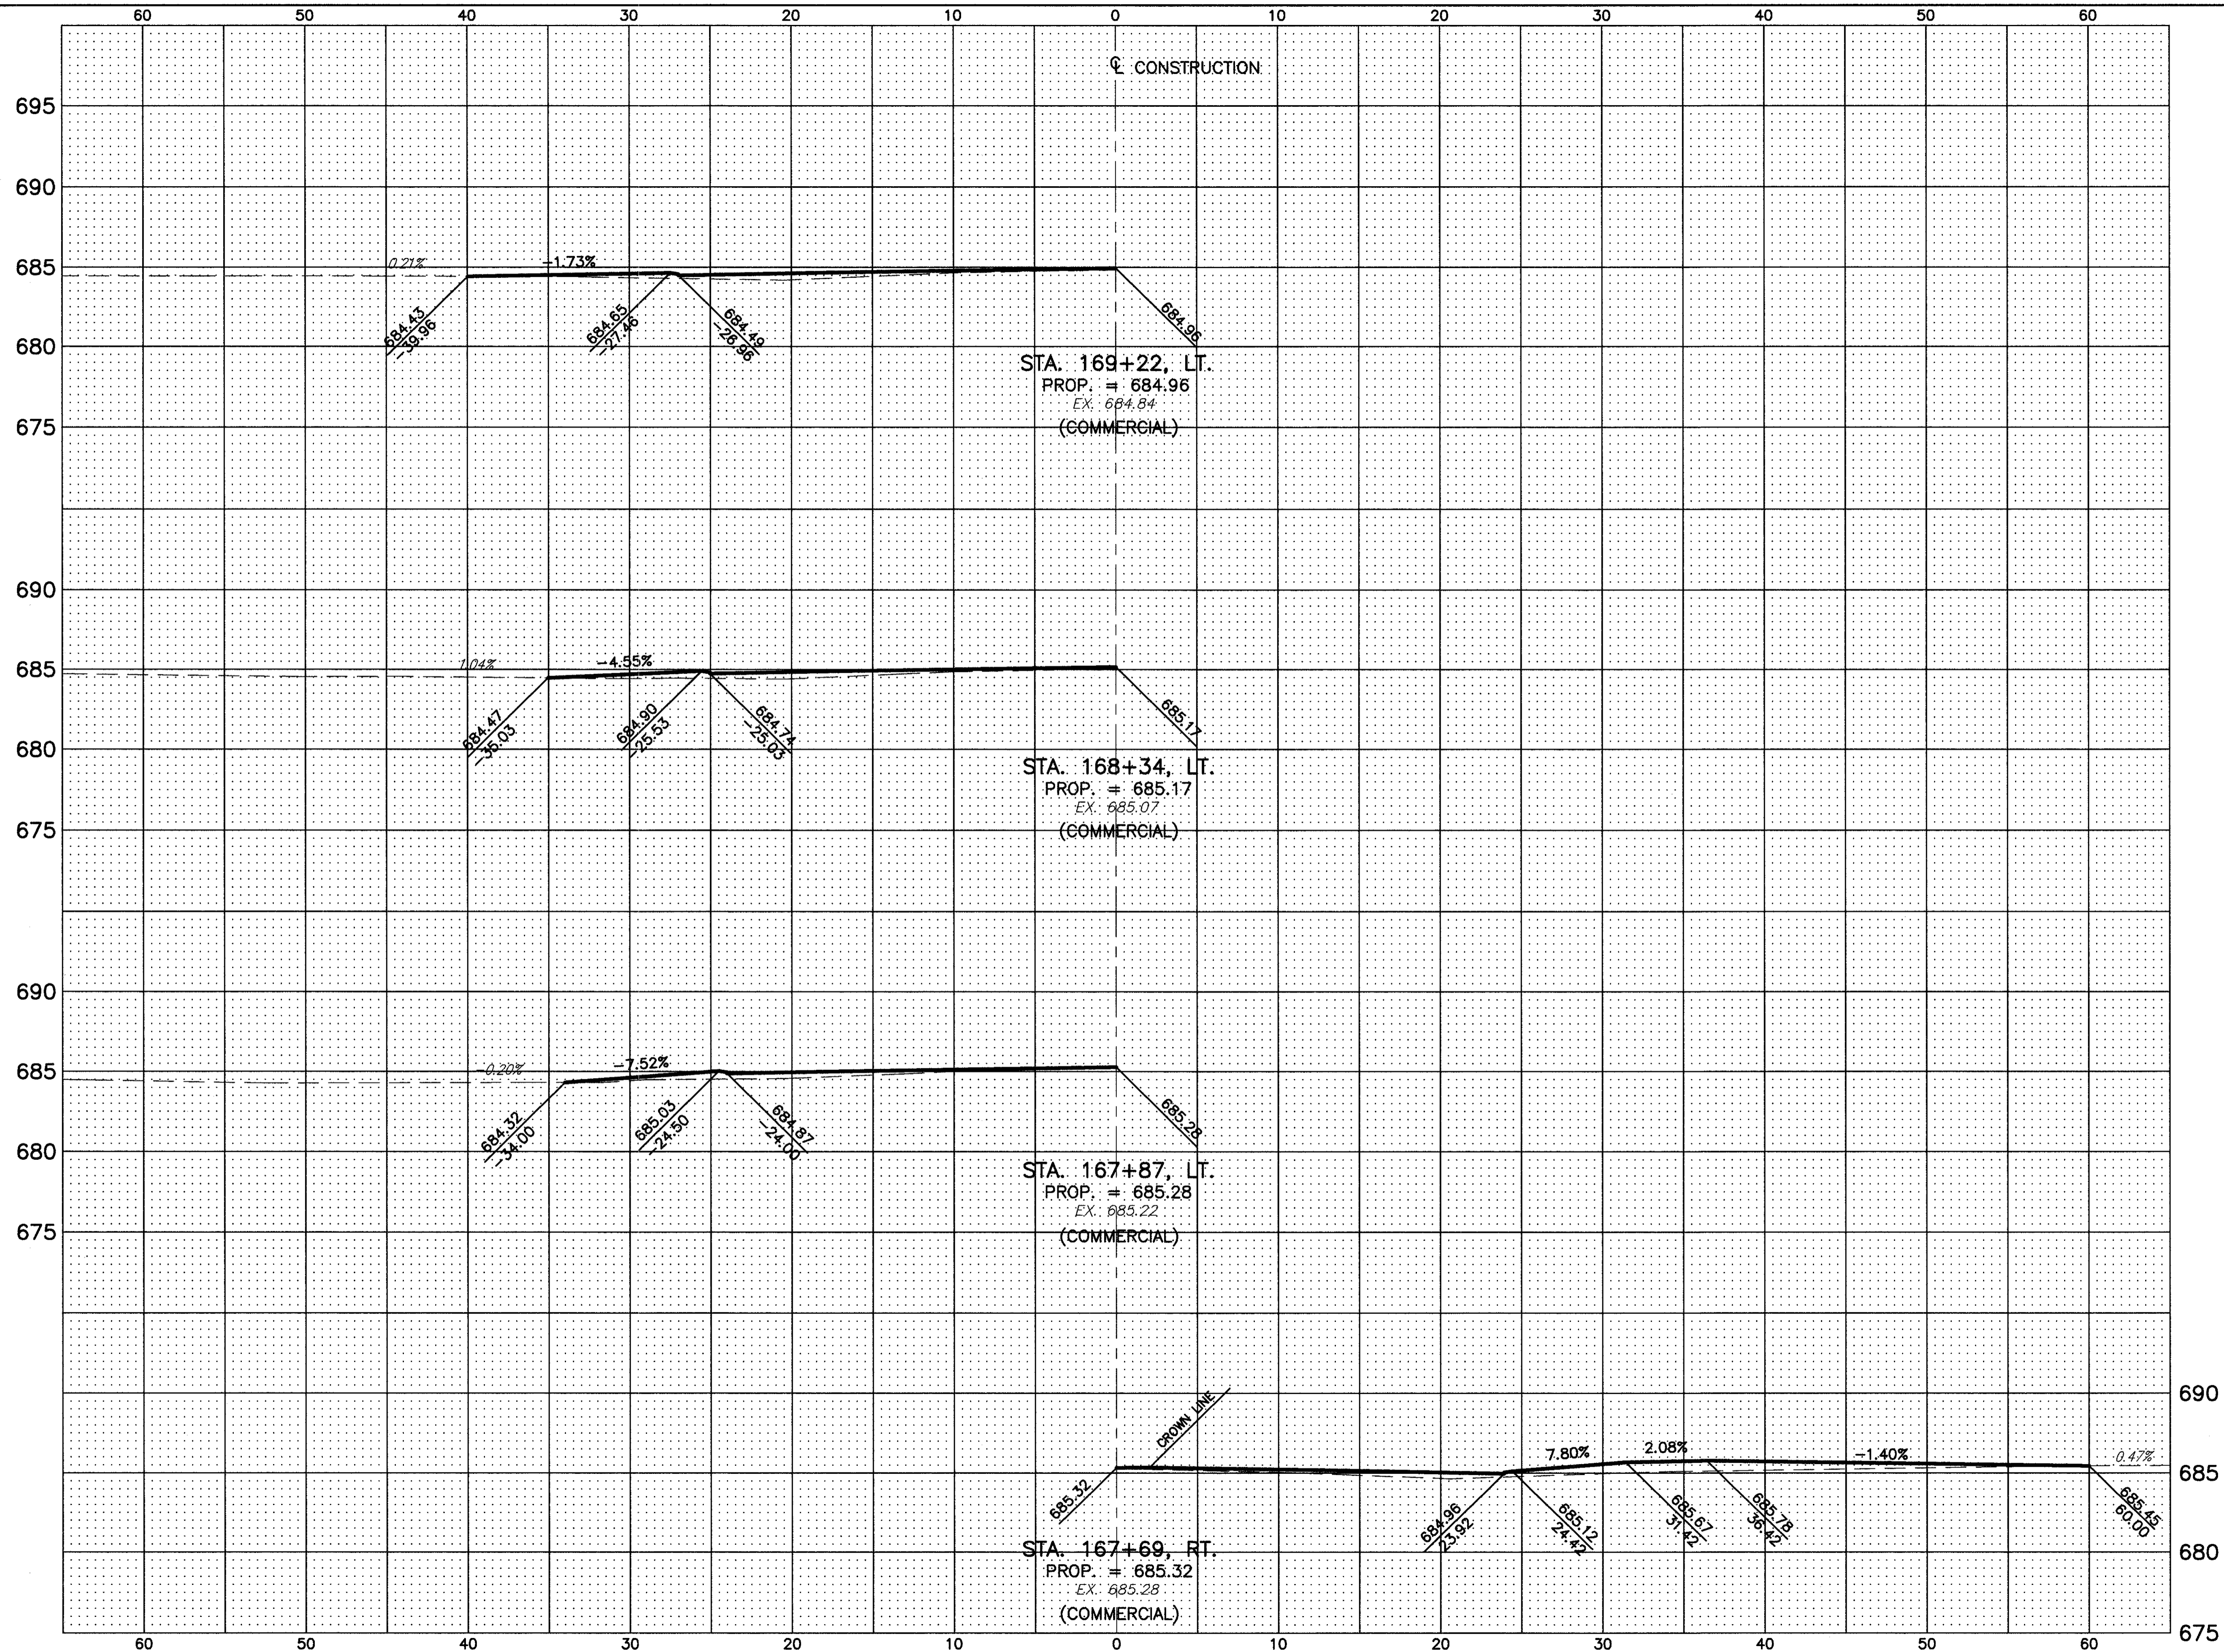 60 50 40 30 20 10 0 10 20 30 40 50 60
℄ CONSTRUCTION
695
690
685
0.21%
-1.73%
684.43
-39.96
684.65
-27.46
684.49
-26.96
684.96
680
STA. 169+22, LT.
PROP. = 684.96
EX. 684.84
(COMMERCIAL)
675
690
685
1.04%
-4.55%
684.47
-35.03
684.90
-25.53
684.74
-25.03
685.17
680
STA. 168+34, LT.
PROP. = 685.17
EX. 685.07
(COMMERCIAL)
675
690
685
-0.20%
-7.52%
684.32
-34.00
685.03
-24.50
684.87
-24.00
685.28
680
STA. 167+87, LT.
PROP. = 685.28
EX. 685.22
(COMMERCIAL)
675
690
CROWN LINE
7.80%
2.08%
-1.40%
0.47%
685
685.32
684.96
23.92
685.12
24.42
685.67
31.42
685.78
36.42
685.45
60.00
680
STA. 167+69, RT.
PROP. = 685.32
EX. 685.28
(COMMERCIAL)
675
60 50 40 30 20 10 0 10 20 30 40 50 60